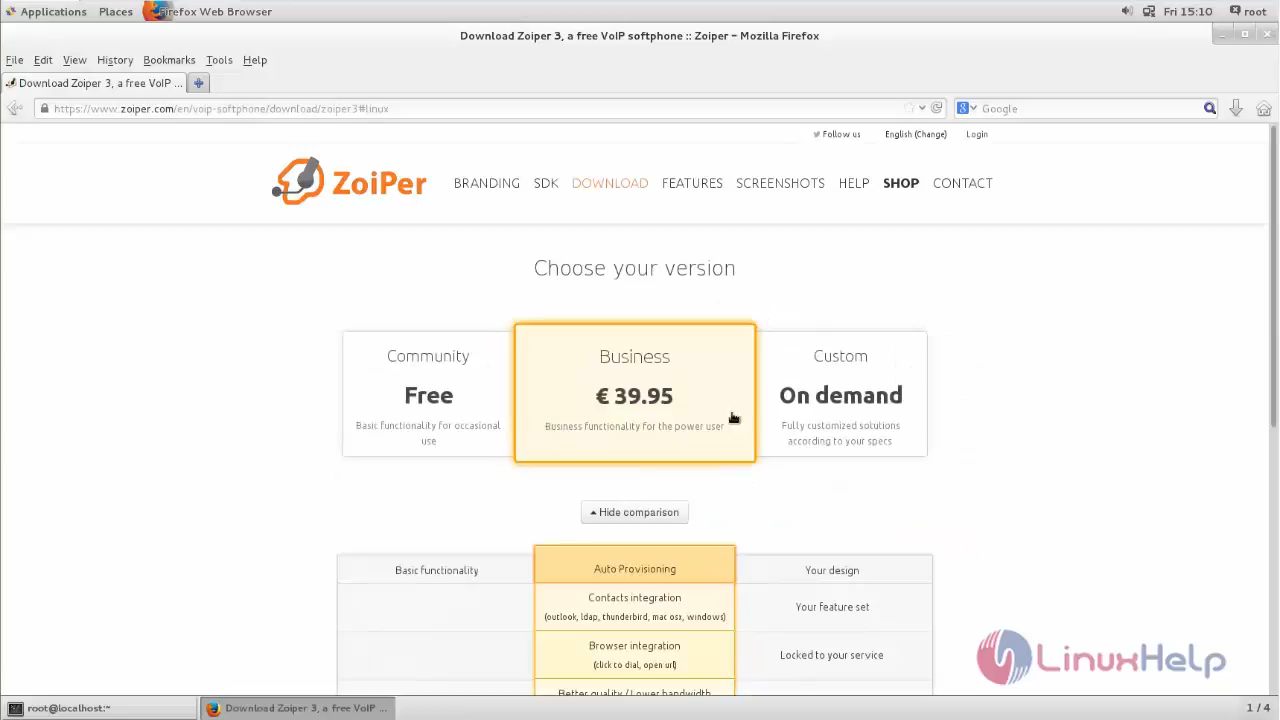 Applications Places Firefox Web Browser Fri 15:10 root
Download Zoiper 3, a free VoIP softphone :: Zoiper - Mozilla Firefox
File Edit View History Bookmarks Tools Help
Download Zoiper 3, a free VoIP ...
https://www.zoiper.com/en/voip-softphone/download/zoiper3#linux Google
Follow us English (Change) Login
ZoiPer BRANDING SDK DOWNLOAD FEATURES SCREENSHOTS HELP SHOP CONTACT
Choose your version
Community Business Custom
Free € 39.95 On demand
Basic functionality for occasional use
Business functionality for the power user
Fully customized solutions according to your specs
Hide comparison
Basic functionality Auto Provisioning Your design
Contacts integration
(outlook, ldap, thunderbird, mac osx, windows)
Your feature set
Browser integration
(click to dial, open url)
Locked to your service
Better quality / Lower bandwidth
LinuxHelp
root@localhost:~ Download Zoiper 3, a free VoIP ... 1 / 4